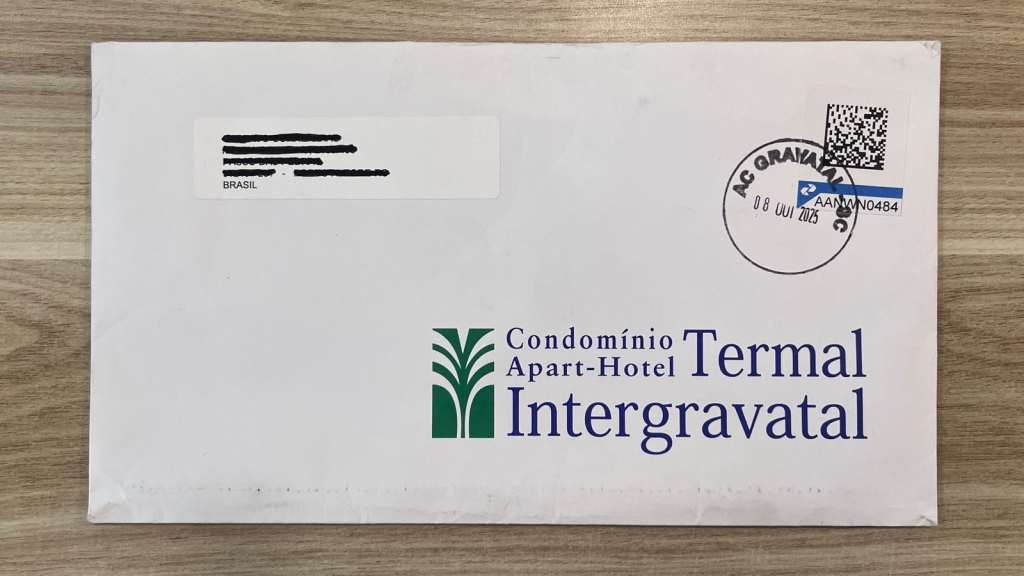 BRASIL
AC GRAVATAL - SC
08 OUT 2025
AANWN0484
Condomínio
Apart-Hotel Termal
Intergravatal